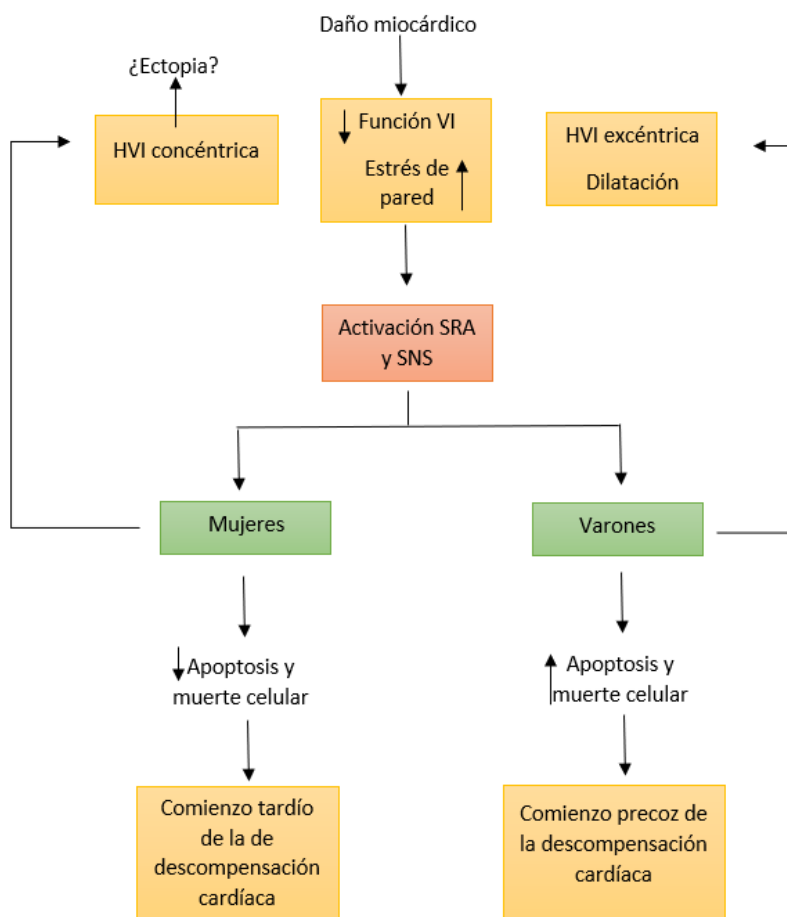 Daño miocárdico
¿Ectopia?
HVI concéntrica
Función VI
Estrés de
pared
HVI excéntrica
Dilatación
Activación SRA
y SNS
Mujeres
Varones
Apoptosis y
muerte celular
Apoptosis y
muerte celular
Comienzo tardío
de la de
descompensación
cardíaca
Comienzo precoz de
la descompensación
cardíaca